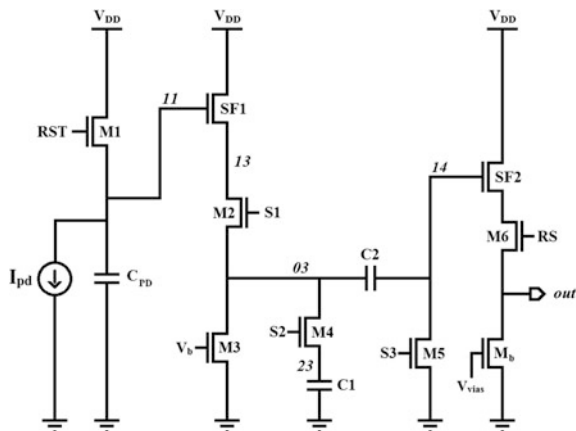 VDD VDD VDD
11
SF1
RST M1
13 14
SF2
M2 S1
M6 RS
03 C2
Ipd CPD
out
S2 M4
Vb M3 S3 M5 Mb
23
Vvias
C1